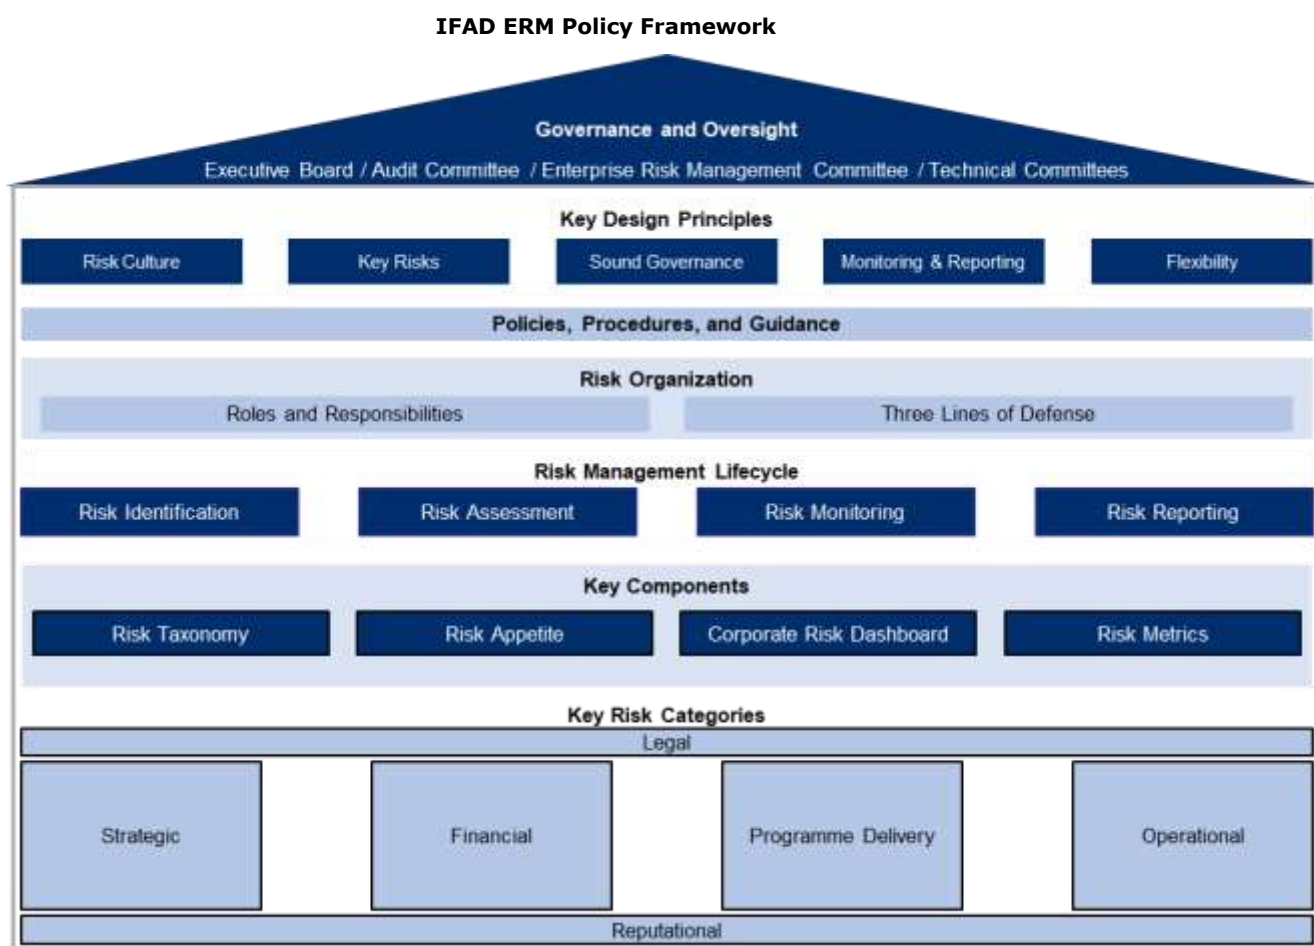 IFAD ERM Policy Framework
Governance and Oversight
Executive Board / Audit Committee / Enterprise Risk Management Committee / Technical Committees
Key Design Principles
Risk Culture
Key Risks
Sound Governance
Monitoring & Reporting
Flexibility
Policies, Procedures, and Guidance
Risk Organization
Roles and Responsibilities
Three Lines of Defense
Risk Management Lifecycle
Risk Identification
Risk Assessment
Risk Monitoring
Risk Reporting
Key Components
Risk Taxonomy
Risk Appetite
Corporate Risk Dashboard
Risk Metrics
Key Risk Categories
Legal
Strategic
Financial
Programme Delivery
Operational
Reputational